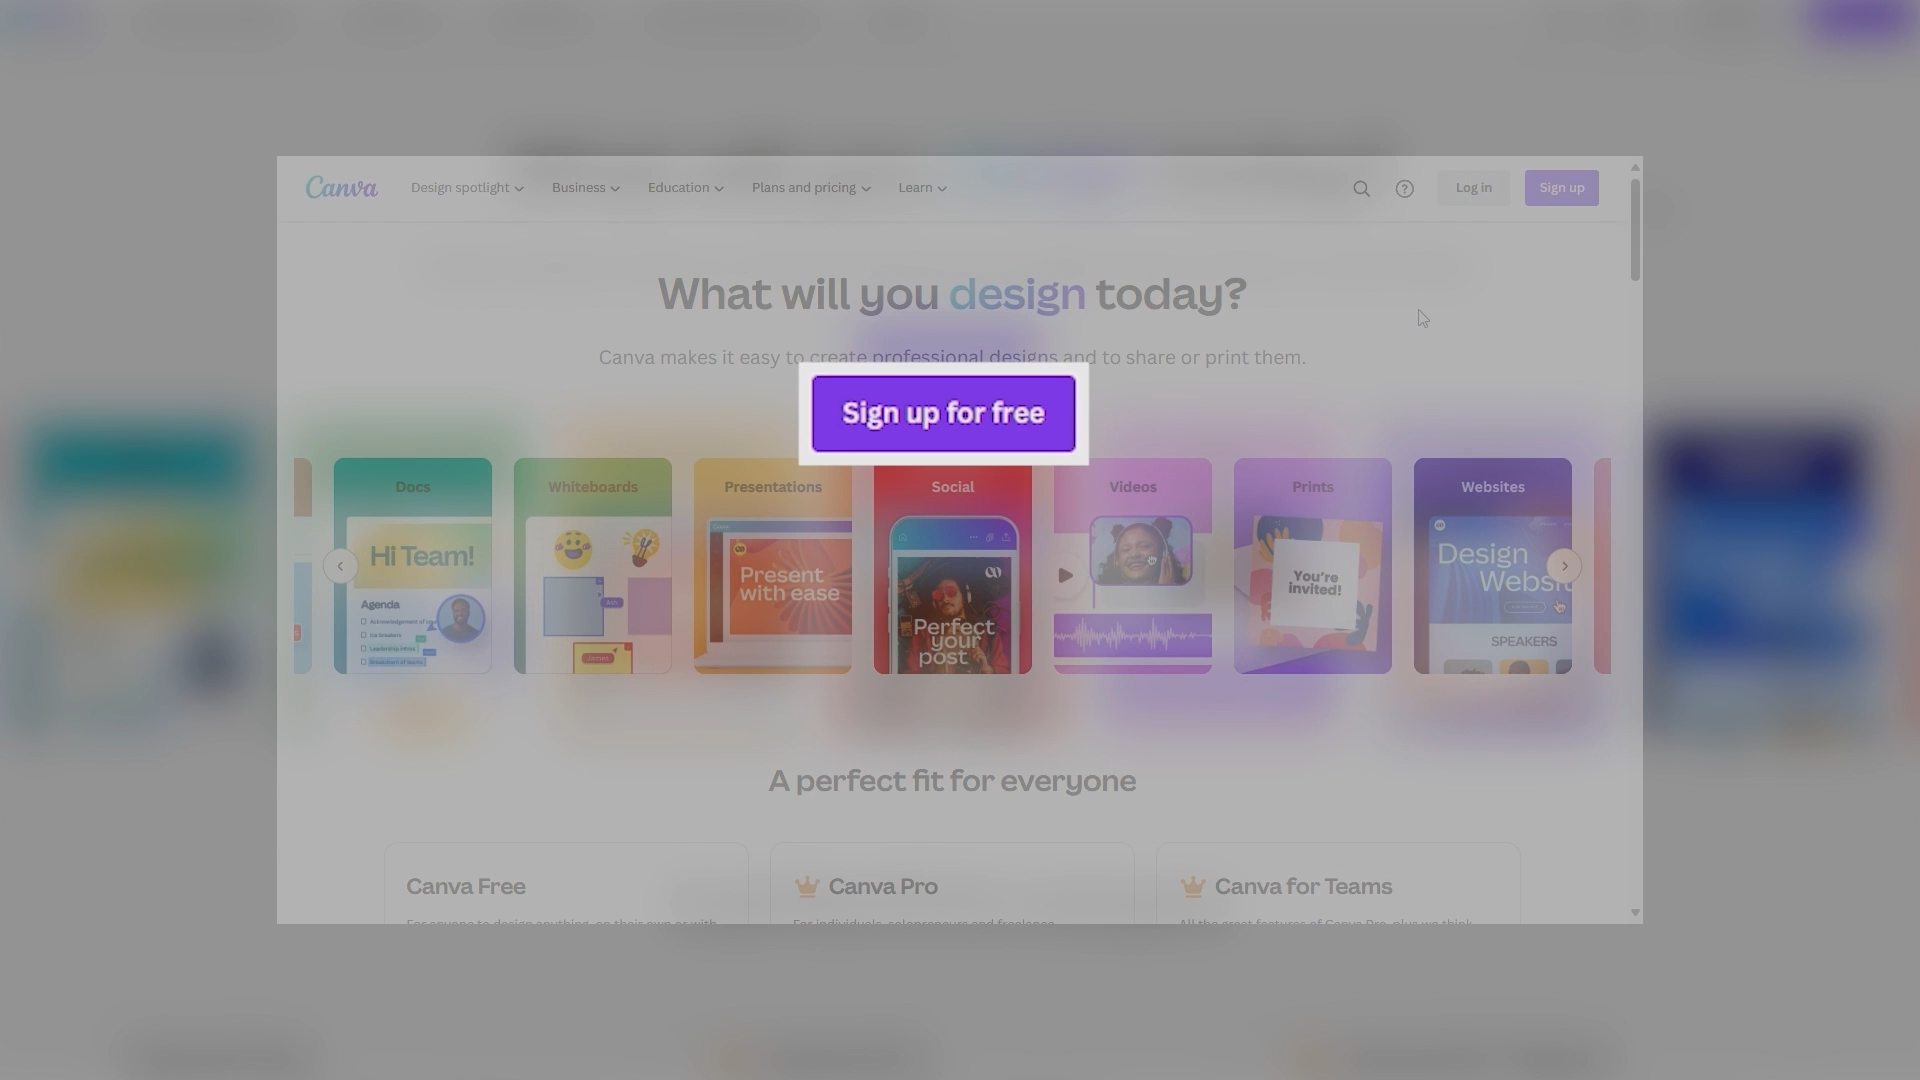 Canva Design spotlight Business Education Plans and pricing Learn Log in Sign up
What will you design today?
Canva makes it easy to create professional designs and to share or print them.
Sign up for free
Docs
Hi Team!
Agenda
Ice breakers
Whiteboards
Presentations
Present
with ease
Social
Perfect
your
post
Videos
Prints
You're
invited!
Websites
Design
SPEAKERS
A perfect fit for everyone
Canva Free
Canva Pro
Canva for Teams